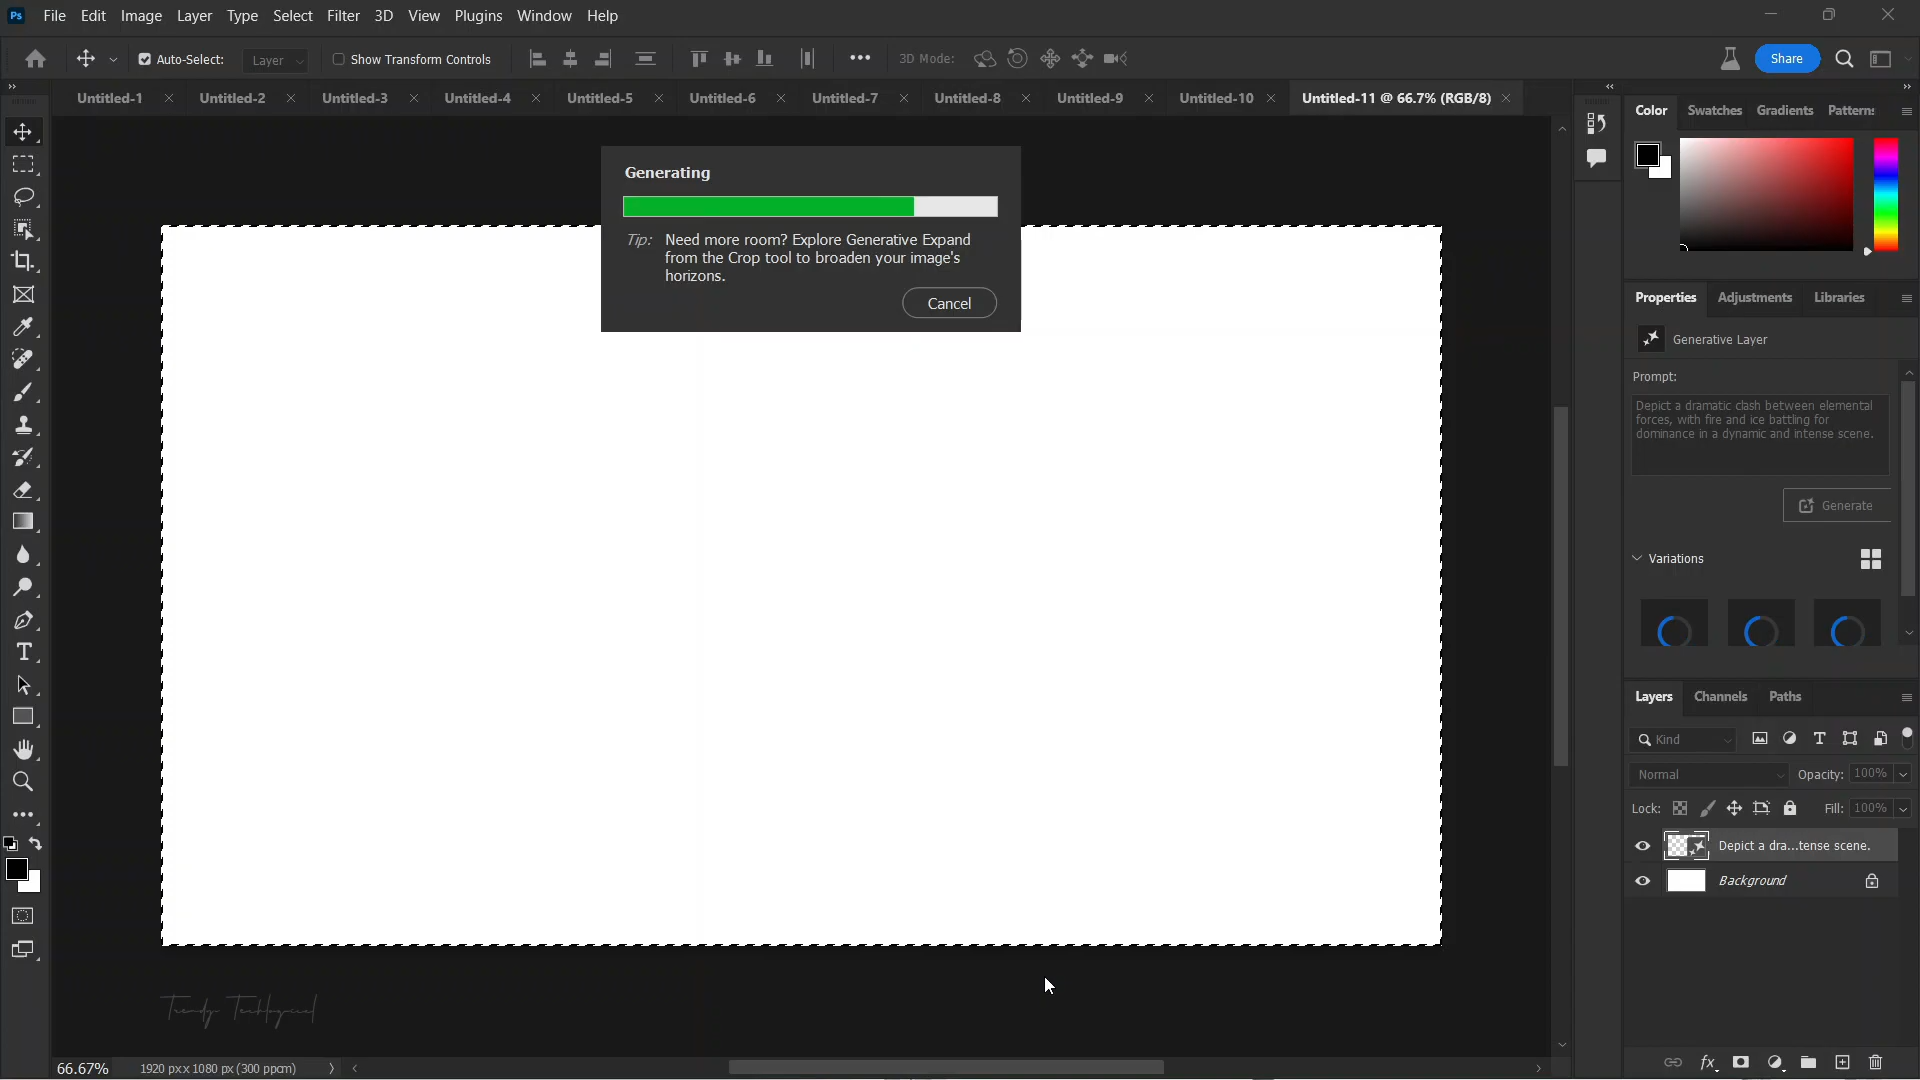 Ps File Edit Image Layer Type Select Filter 3D View Plugins Window Help
Auto-Select: Layer Show Transform Controls 3D Mode: Share
Untitled-1 Untitled-2 Untitled-3 Untitled-4 Untitled-5 Untitled-6 Untitled-7 Untitled-8 Untitled-9 Untitled-10 Untitled-11 @ 66.7% (RGB/8)
Color Swatches Gradients Patterns
Generating
Tip: Need more room? Explore Generative Expand
from the Crop tool to broaden your image's
horizons.
Cancel
Properties Adjustments Libraries
Generative Layer
Prompt:
Depict a dramatic clash between elemental
forces, with fire and ice battling for
dominance in a dynamic and intense scene.
Generate
Variations
Layers Channels Paths
Kind
Normal Opacity: 100%
Lock: Fill: 100%
Depict a dra...tense scene.
Background
66.67% 1920 px x 1080 px (300 ppcm)